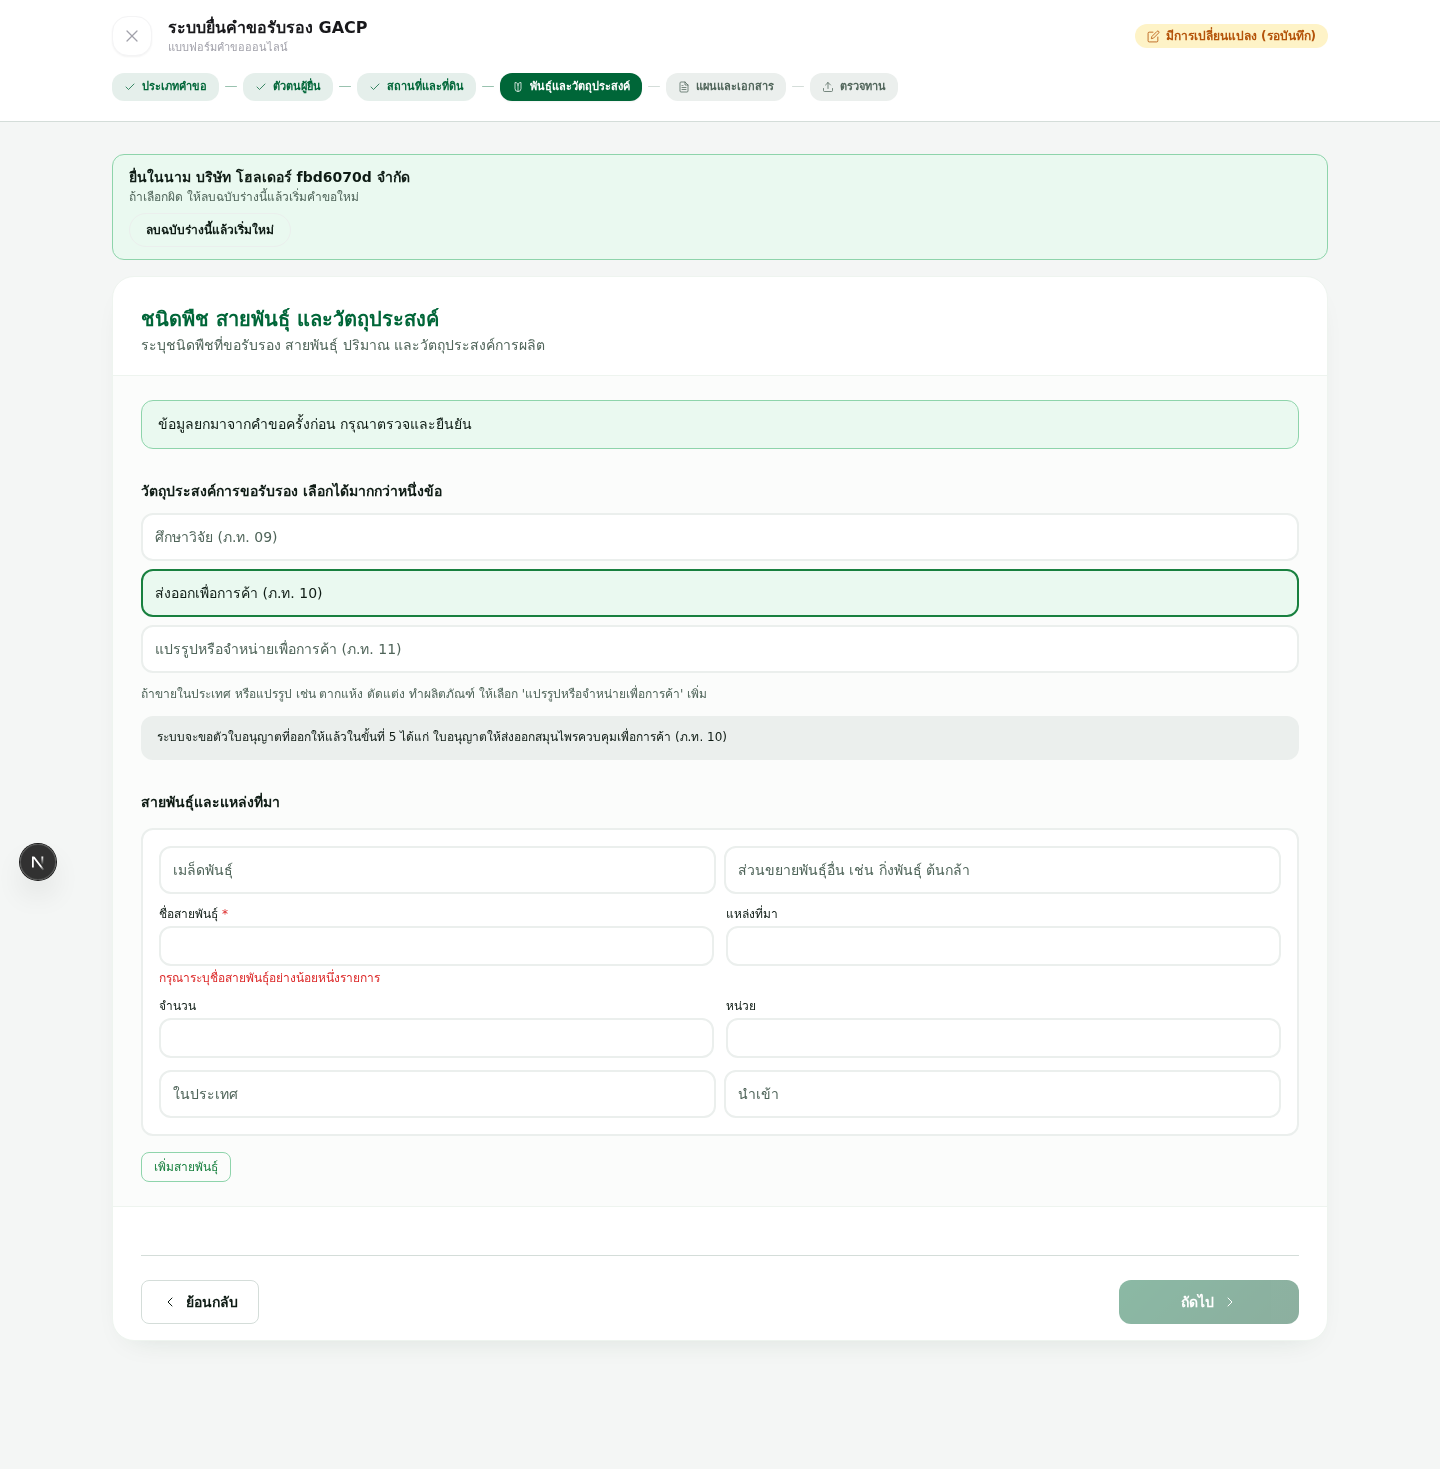 ระบบยื่นคำขอรับรอง GACP
แบบฟอร์มคำขอออนไลน์
มีการเปลี่ยนแปลง (รอบันทึก)
ประเภทคำขอ
ตัวตนผู้ยื่น
สถานที่และที่ดิน
พันธุ์และวัตถุประสงค์
แผนและเอกสาร
ตรวจทาน
ยื่นในนาม บริษัท โฮลเดอร์ fbd6070d จำกัด
ถ้าเลือกผิด ให้ลบฉบับร่างนี้แล้วเริ่มคำขอใหม่
ลบฉบับร่างนี้แล้วเริ่มใหม่
ชนิดพืช สายพันธุ์ และวัตถุประสงค์
ระบุชนิดพืชที่ขอรับรอง สายพันธุ์ ปริมาณ และวัตถุประสงค์การผลิต
ข้อมูลยกมาจากคำขอครั้งก่อน กรุณาตรวจและยืนยัน
วัตถุประสงค์การขอรับรอง เลือกได้มากกว่าหนึ่งข้อ
ศึกษาวิจัย (ภ.ท. 09)
ส่งออกเพื่อการค้า (ภ.ท. 10)
แปรรูปหรือจำหน่ายเพื่อการค้า (ภ.ท. 11)
ถ้าขายในประเทศ หรือแปรรูป เช่น ตากแห้ง ตัดแต่ง ทำผลิตภัณฑ์ ให้เลือก 'แปรรูปหรือจำหน่ายเพื่อการค้า' เพิ่ม
ระบบจะขอตัวใบอนุญาตที่ออกให้แล้วในขั้นที่ 5 ได้แก่ ใบอนุญาตให้ส่งออกสมุนไพรควบคุมเพื่อการค้า (ภ.ท. 10)
สายพันธุ์และแหล่งที่มา
เมล็ดพันธุ์
ส่วนขยายพันธุ์อื่น เช่น กิ่งพันธุ์ ต้นกล้า
ชื่อสายพันธุ์ *
แหล่งที่มา
กรุณาระบุชื่อสายพันธุ์อย่างน้อยหนึ่งรายการ
จำนวน
หน่วย
ในประเทศ
นำเข้า
เพิ่มสายพันธุ์
ย้อนกลับ
ถัดไป